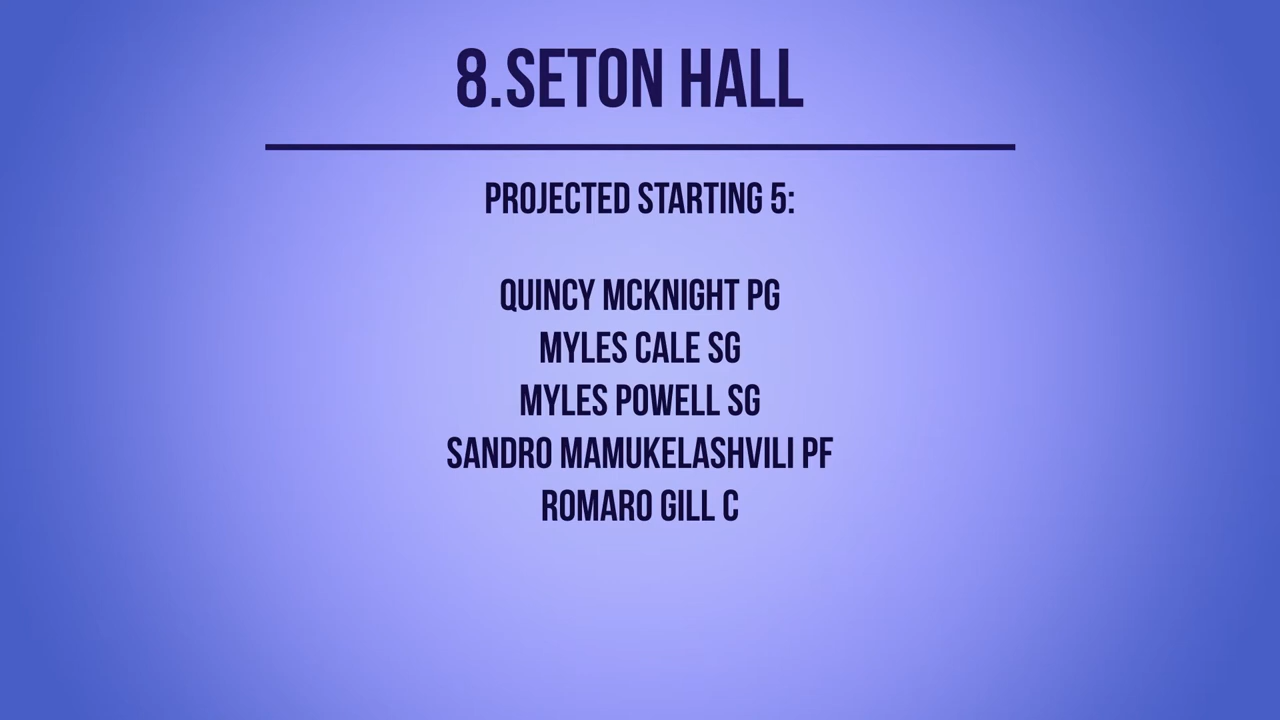 8.SETON HALL
PROJECTED STARTING 5:
QUINCY MCKNIGHT PG
MYLES CALE SG
MYLES POWELL SG
SANDRO MAMUKELASHVILI PF
ROMARO GILL C